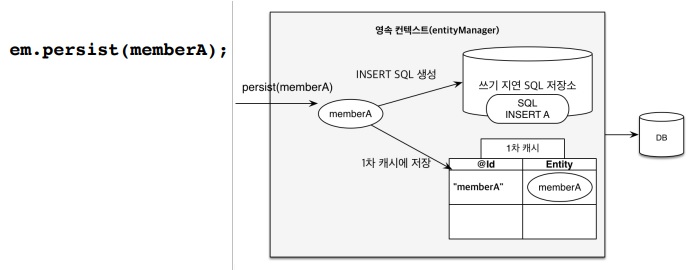 em.persist(memberA);
영속 컨텍스트(entityManager)
persist(memberA)
INSERT SQL 생성
쓰기 지연 SQL 저장소
SQL
INSERT A
memberA
DB
1차 캐시에 저장
1차 캐시
@Id Entity
"memberA" memberA